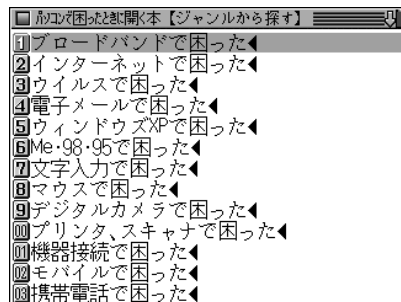 パソコンで困ったときに開く本【ジャンルから探す】
1ブロードバンドで困った
2インターネットで困った
3ウイルスで困った
4電子メールで困った
5ウィンドウズXPで困った
6Me・98・95で困った
7文字入力で困った
8マウスで困った
9デジタルカメラで困った
00プリンタ、スキャナで困った
01機器接続で困った
02モバイルで困った
03携帯電話で困った